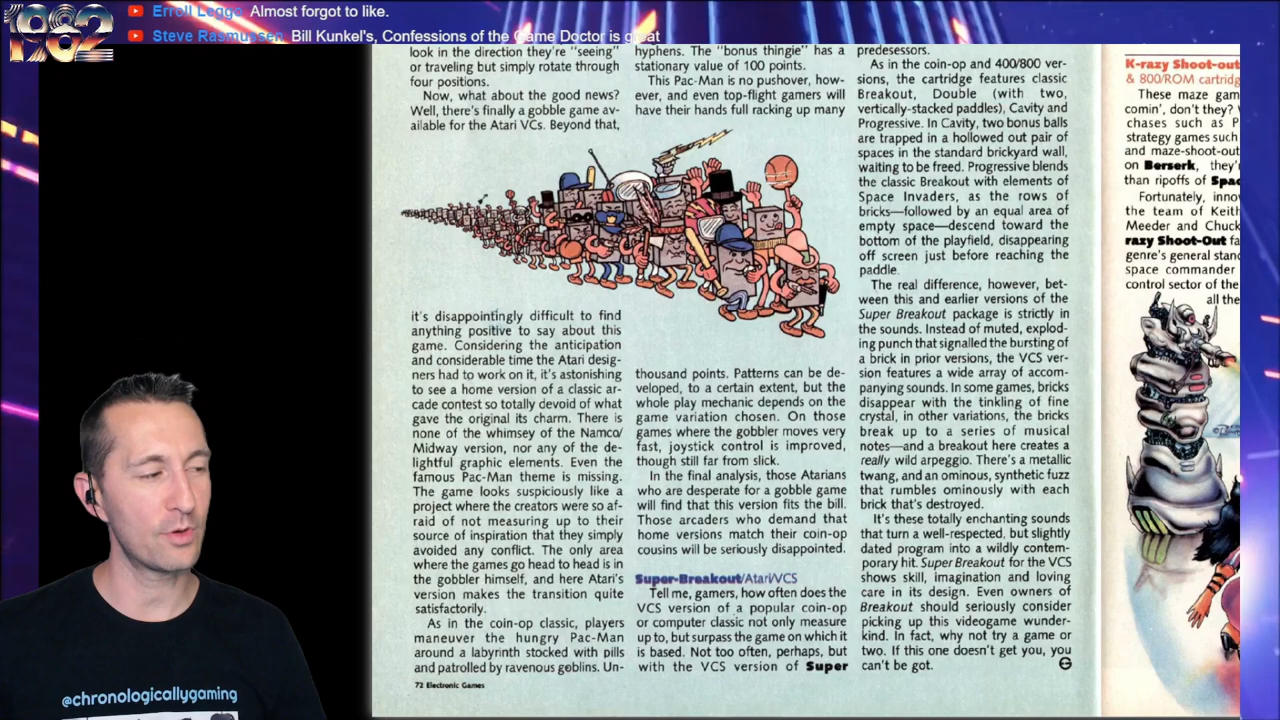 1982
Erroll Leggo Almost forgot to like.
Steve Rasmussen Bill Kunkel's, Confessions of the Game Doctor is great
look in the direction they're "seeing"
or traveling but simply rotate through
four positions.
Now, what about the good news?
Well, there's finally a gobble game av-
ailable for the Atari VCs. Beyond that,
it's disappointingly difficult to find
anything positive to say about this
game. Considering the anticipation
and considerable time the Atari desig-
ners had to work on it, it's astonishing
to see a home version of a classic ar-
cade contest so totally devoid of what
gave the original its charm. There is
none of the whimsey of the Namco/
Midway version, nor any of the de-
lightful graphic elements. Even the
famous Pac-Man theme is missing.
The game looks suspiciously like a
project where the creators were so af-
raid of not measuring up to their
source of inspiration that they simply
avoided any conflict. The only area
where the games go head to head is in
the gobbler himself, and here Atari's
version makes the transition quite
satisfactorily.
As in the coin-op classic, players
maneuver the hungry Pac-Man
around a labyrinth stocked with pills
and patrolled by ravenous goblins. Un-
72 Electronic Games
hyphens. The "bonus thingie" has a
stationary value of 100 points.
This Pac-Man is no pushover, how-
ever, and even top-flight gamers will
have their hands full racking up many
thousand points. Patterns can be de-
veloped, to a certain extent, but the
whole play mechanic depends on the
game variation chosen. On those
games where the gobbler moves very
fast, joystick control is improved,
though still far from slick.
In the final analysis, those Atarians
who are desperate for a gobble game
will find that this version fits the bill.
Those arcaders who demand that
home versions match their coin-op
cousins will be seriously disappointed.
Super-Breakout/Atari/VCS
Tell me, gamers, how often does the
VCS version of a popular coin-op
or computer classic not only measure
up to, but surpass the game on which it
is based. Not too often, perhaps, but
with the VCS version of Super
predesessors.
As in the coin-op and 400/800 ver-
sions, the cartridge features classic
Breakout, Double (with two,
vertically-stacked paddles), Cavity and
Progressive. In Cavity, two bonus balls
are trapped in a hollowed out pair of
spaces in the standard brickyard wall,
waiting to be freed. Progressive blends
the classic Breakout with elements of
Space Invaders, as the rows of
bricks—followed by an equal area of
empty space—descend toward the
bottom of the playfield, disappearing
off screen just before reaching the
paddle.
The real difference, however, bet-
ween this and earlier versions of the
Super Breakout package is strictly in
the sounds. Instead of muted, explod-
ing punch that signalled the bursting of
a brick in prior versions, the VCS ver-
sion features a wide array of accom-
panying sounds. In some games, bricks
disappear with the tinkling of fine
crystal, in other variations, the bricks
break up to a series of musical
notes—and a breakout here creates a
really wild arpeggio. There's a metallic
twang, and an ominous, synthetic fuzz
that rumbles ominously with each
brick that's destroyed.
It's these totally enchanting sounds
that turn a well-respected, but slightly
dated program into a wildly contem-
porary hit. Super Breakout for the VCS
shows skill, imagination and loving
care in its design. Even owners of
Breakout should seriously consider
picking up this videogame wunder-
kind. In fact, why not try a game or
two. If this one doesn't get you, you
can't be got.
K-razy Shoot-out
& 800/ROM cartridg
These maze gam
comin', don't they?
chases such as P
strategy games such
and maze-shoot-out
on Berserk, they'
than ripoffs of Spac
Fortunately, inno
the team of Keith
Meeder and Chuck
razy Shoot-Out fa
genre's general stand
space commander
control sector of the
all the
@chronologicallygaming